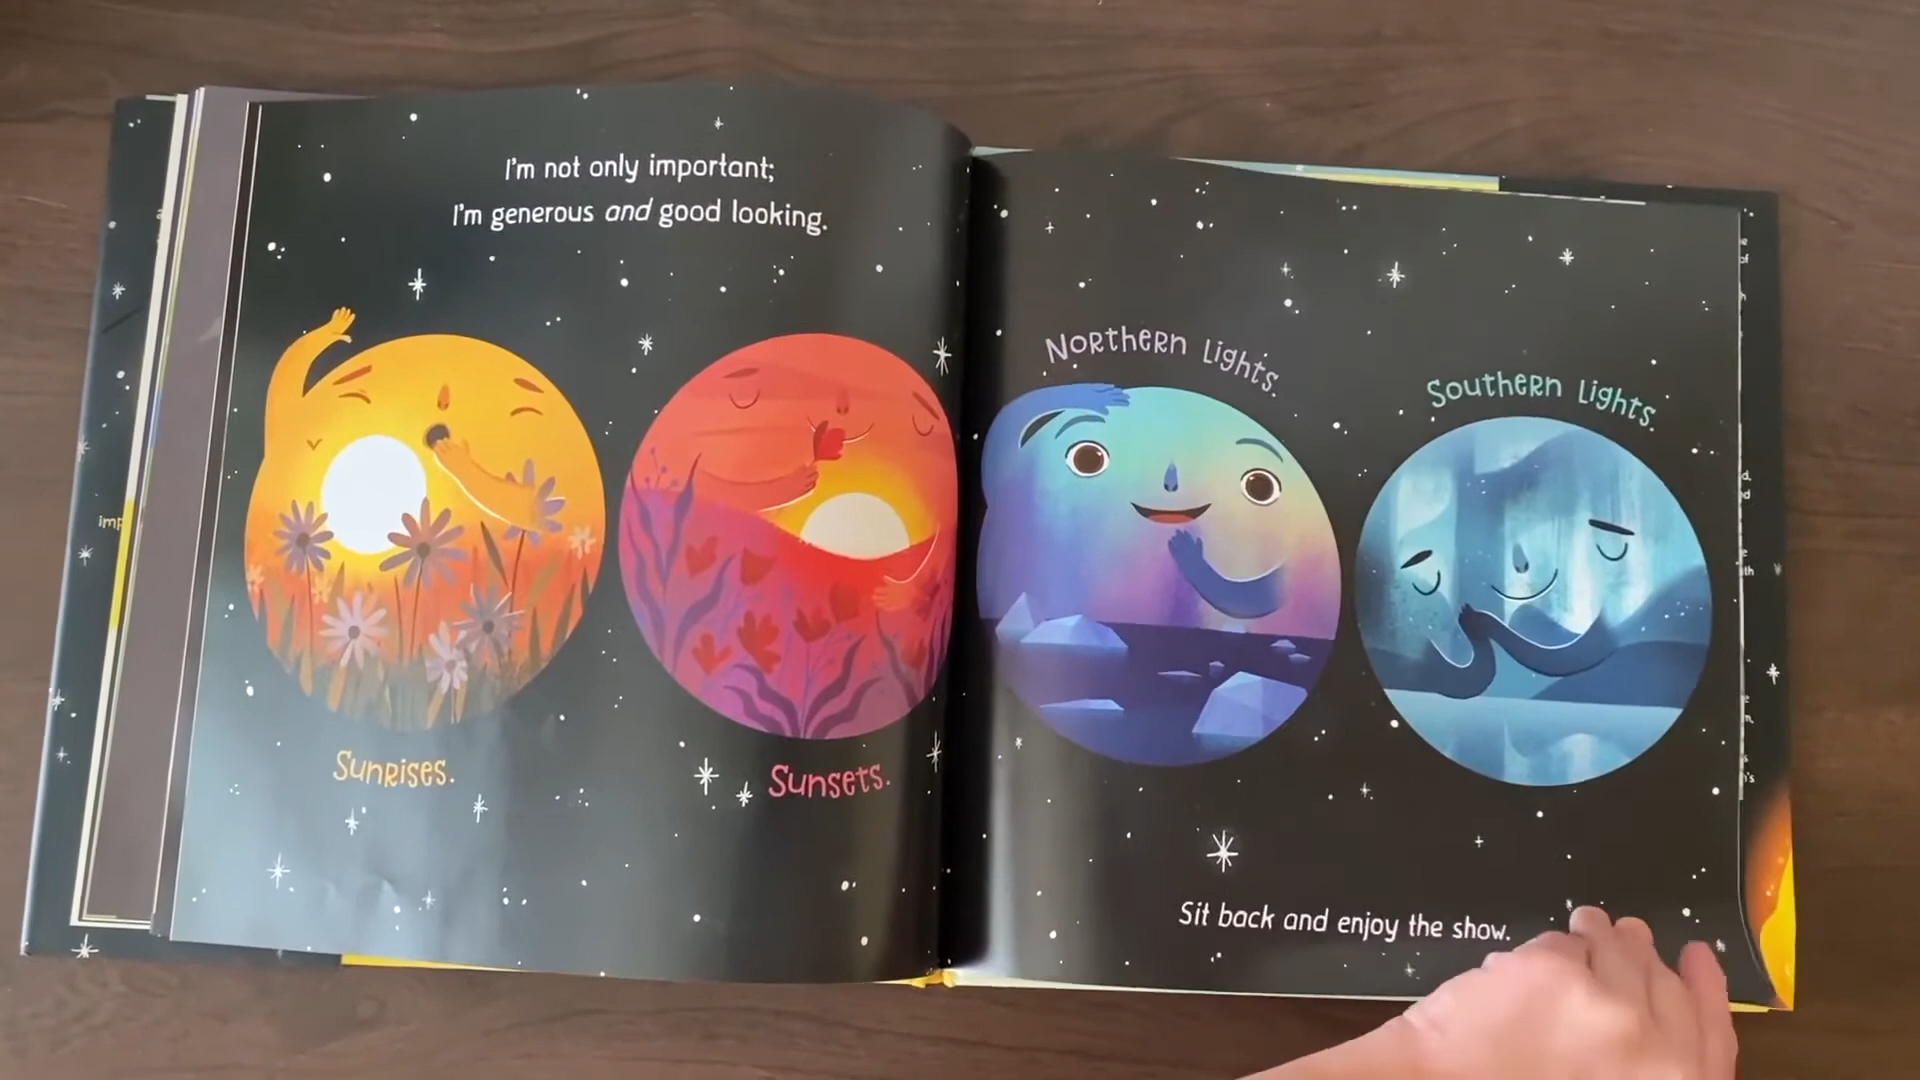 I'm not only important;
I'm generous and good looking.
Sunrises.
Sunsets.
Northern Lights.
Southern Lights.
Sit back and enjoy the show.
imp